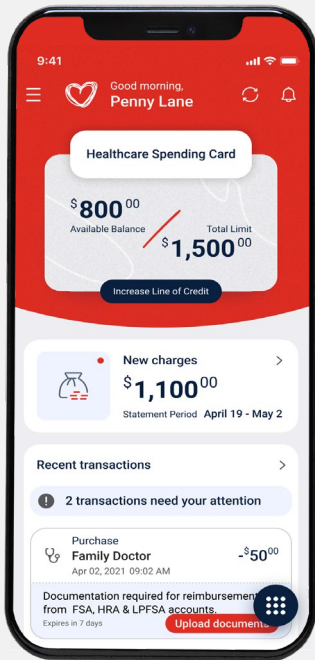 9:41
Good morning,
Penny Lane
Healthcare Spending Card
$800 00
Available Balance
Total Limit
$1,500 00
Increase Line of Credit
New charges
$1,100 00
Statement Period April 19 - May 2
Recent transactions
2 transactions need your attention
Purchase
Family Doctor
-$50 00
Apr 02, 2021 09:02 AM
Documentation required for reimbursement
from FSA, HRA & LPFSA accounts.
Expires in 7 days
Upload documents